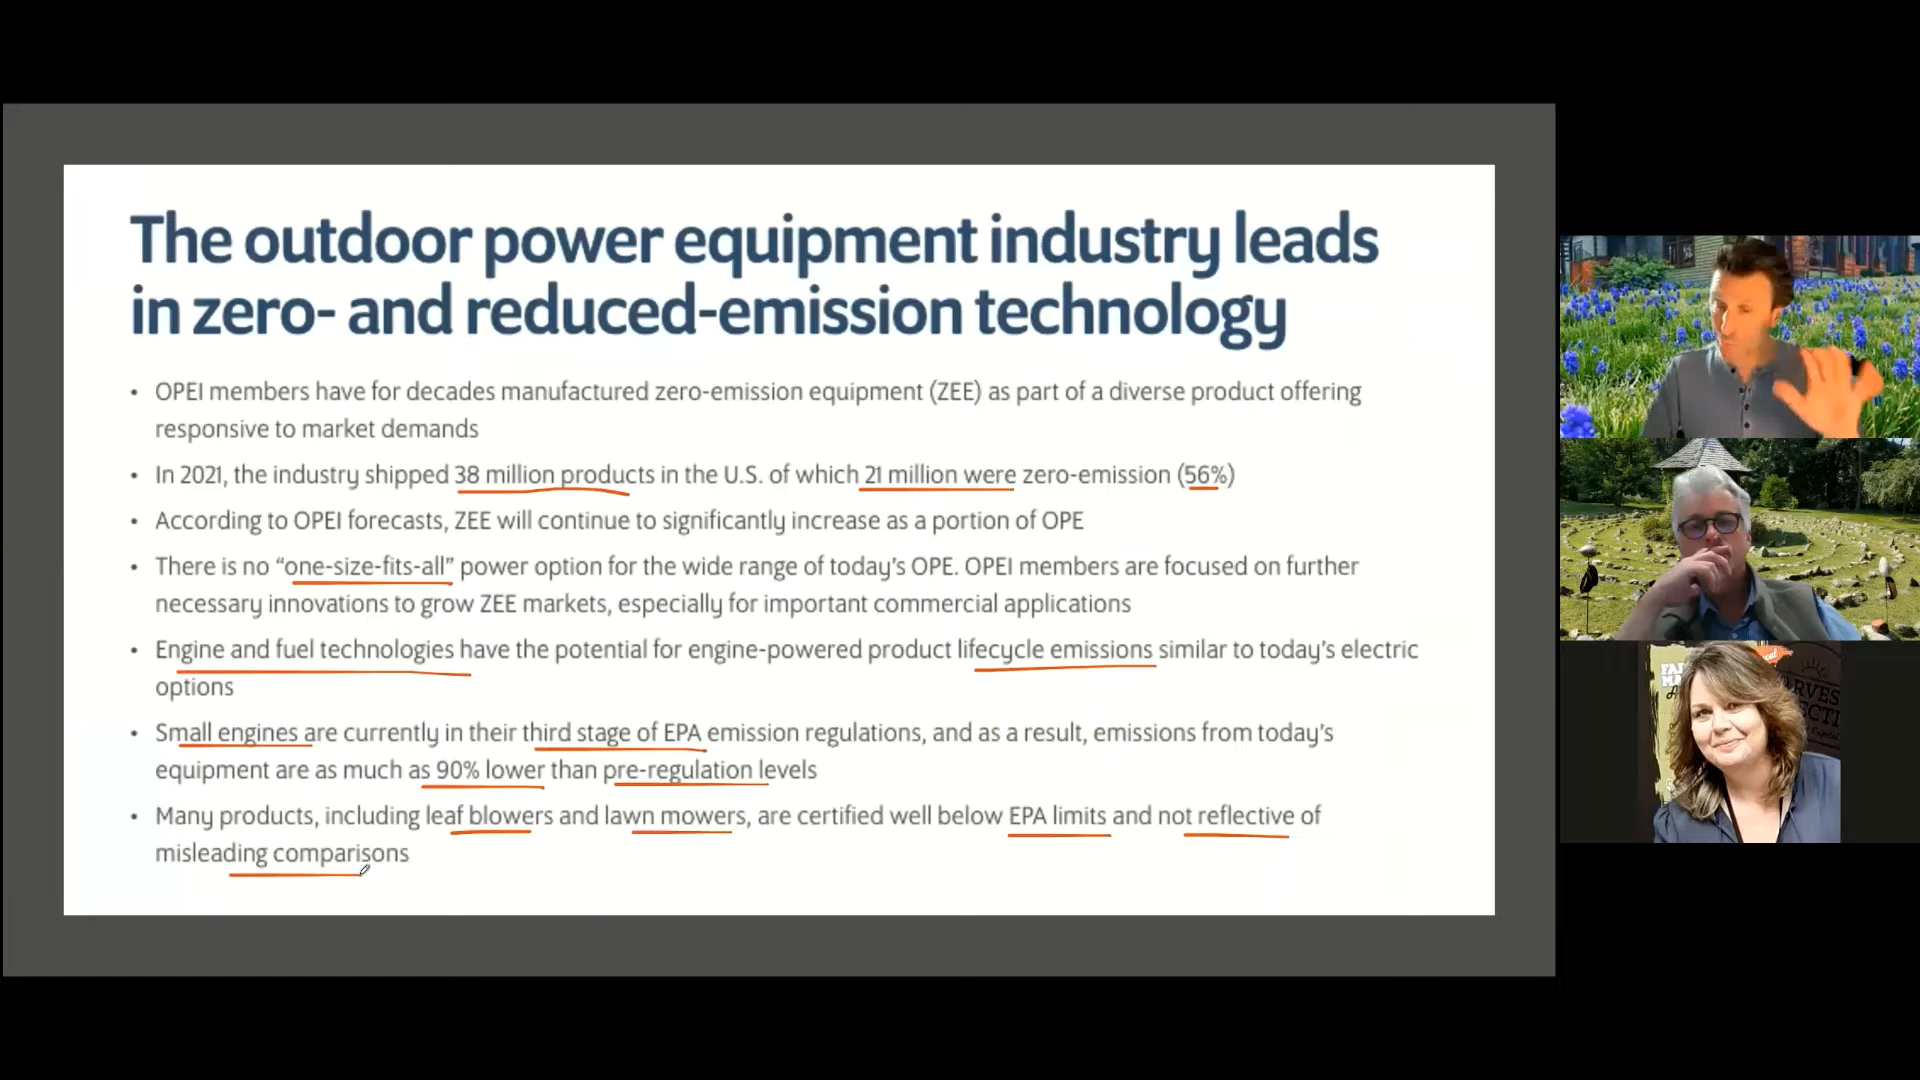 The outdoor power equipment industry leads
in zero- and reduced-emission technology
• OPEI members have for decades manufactured zero-emission equipment (ZEE) as part of a diverse product offering
responsive to market demands
• In 2021, the industry shipped 38 million products in the U.S. of which 21 million were zero-emission (56%)
• According to OPEI forecasts, ZEE will continue to significantly increase as a portion of OPE
• There is no “one-size-fits-all” power option for the wide range of today’s OPE. OPEI members are focused on further
necessary innovations to grow ZEE markets, especially for important commercial applications
• Engine and fuel technologies have the potential for engine-powered product lifecycle emissions similar to today’s electric
options
• Small engines are currently in their third stage of EPA emission regulations, and as a result, emissions from today’s
equipment are as much as 90% lower than pre-regulation levels
• Many products, including leaf blowers and lawn mowers, are certified well below EPA limits and not reflective of
misleading comparisons